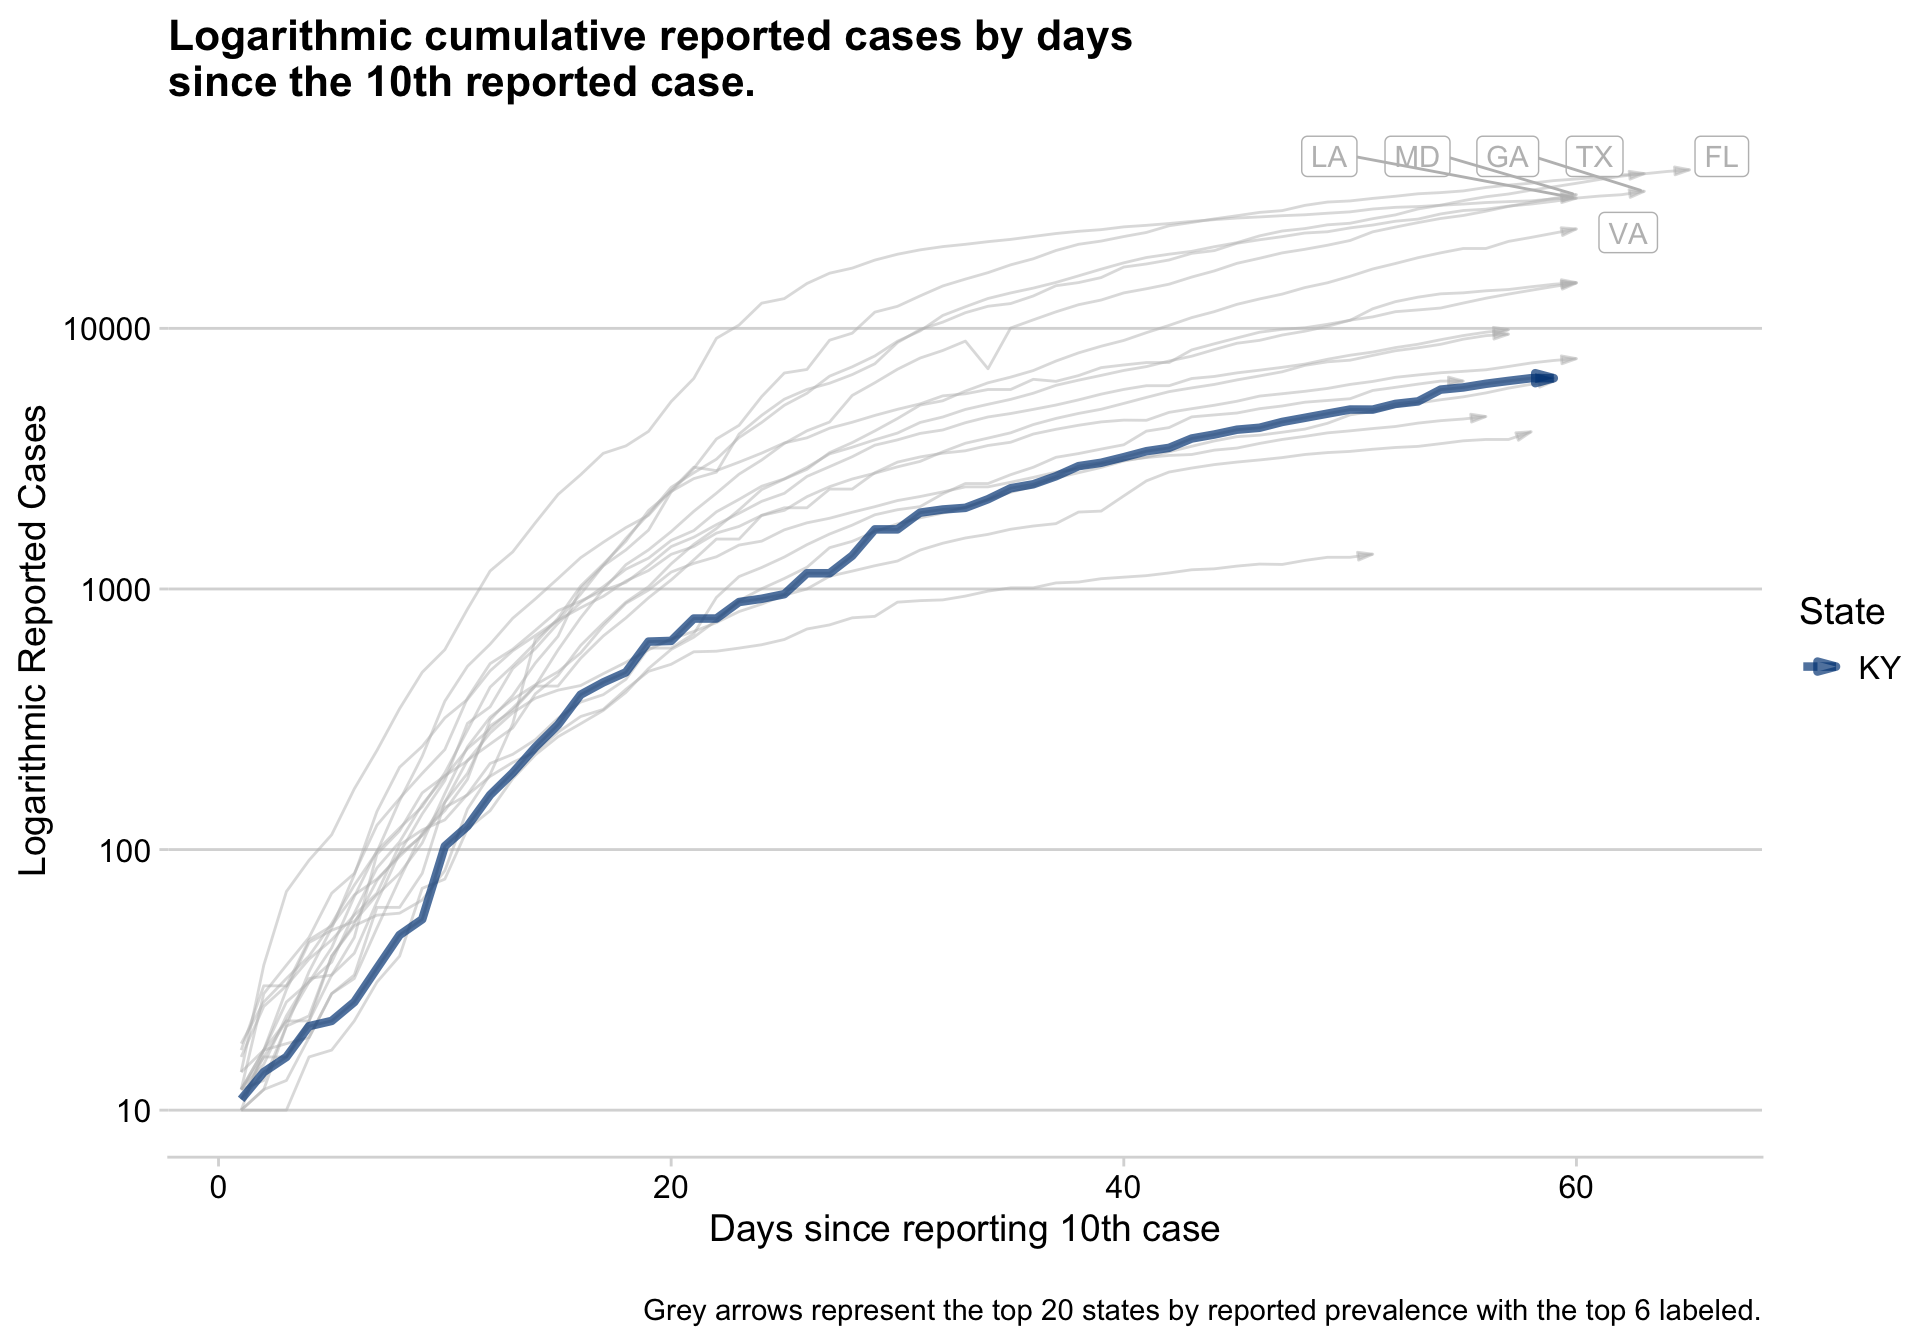 Logarithmic cumulative reported cases by days
since the 10th reported case.
LA
MD
GA
TX
FL
VA
10000
1000
100
10
Logarithmic Reported Cases
State
KY
0
20
40
60
Days since reporting 10th case
Grey arrows represent the top 20 states by reported prevalence with the top 6 labeled.